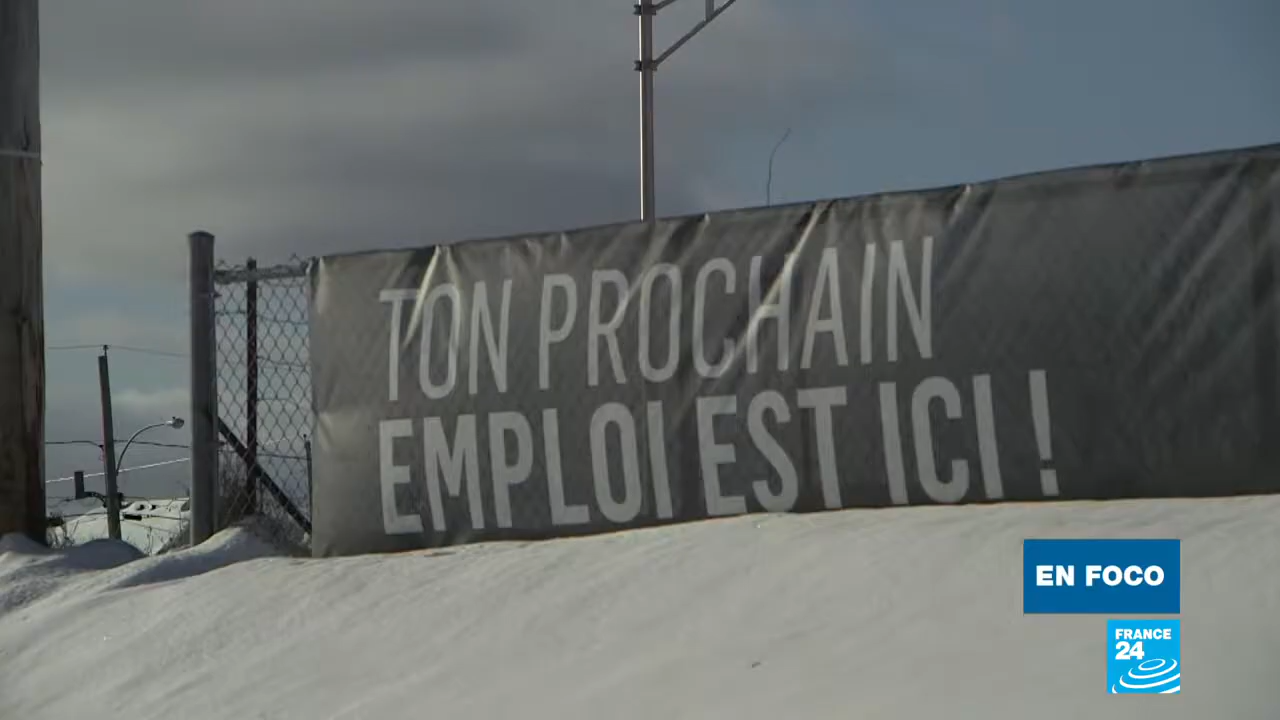 TON PROCHAIN
EMPLOI EST ICI !
EN FOCO
FRANCE
24